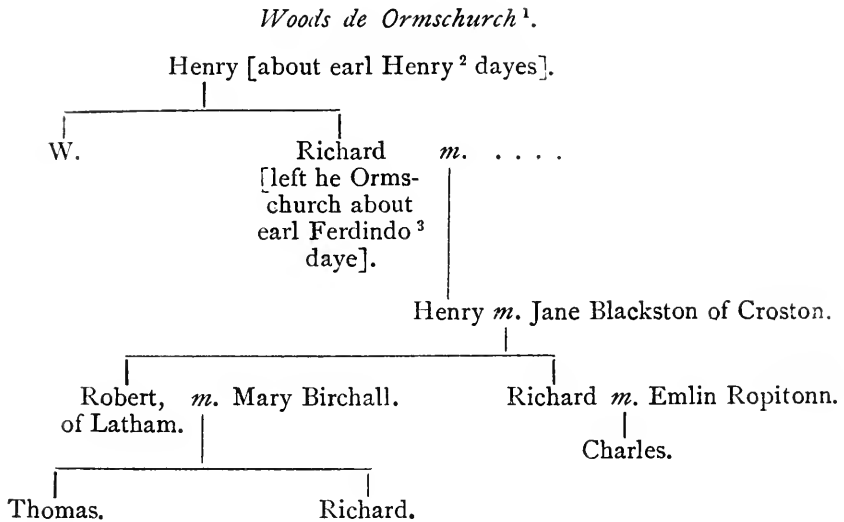 Woods de Ormschurch¹.
Henry [about earl Henry² dayes].
W.
Richard m. . . . .
[left he Orms-
church about
earl Ferdindo³
daye].
Henry m. Jane Blackston of Croston.
Robert, m. Mary Birchall.
of Latham.
Richard m. Emlin Ropitonn.
Charles.
Thomas.
Richard.